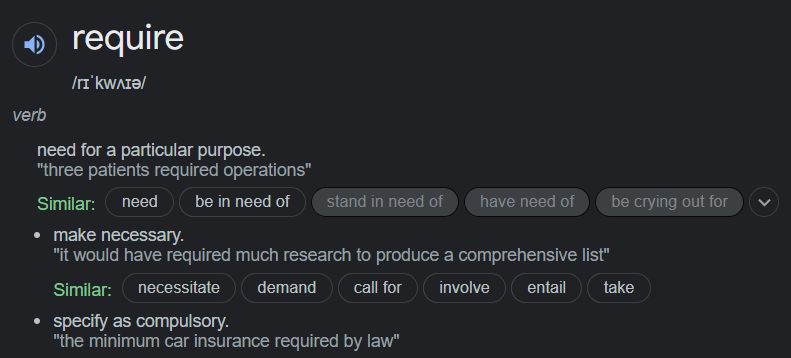 require
/rɪˈkwʌɪə/
verb
need for a particular purpose.
"three patients required operations"
Similar: need be in need of stand in need of have need of be crying out for
• make necessary.
"it would have required much research to produce a comprehensive list"
Similar: necessitate demand call for involve entail take
• specify as compulsory.
"the minimum car insurance required by law"